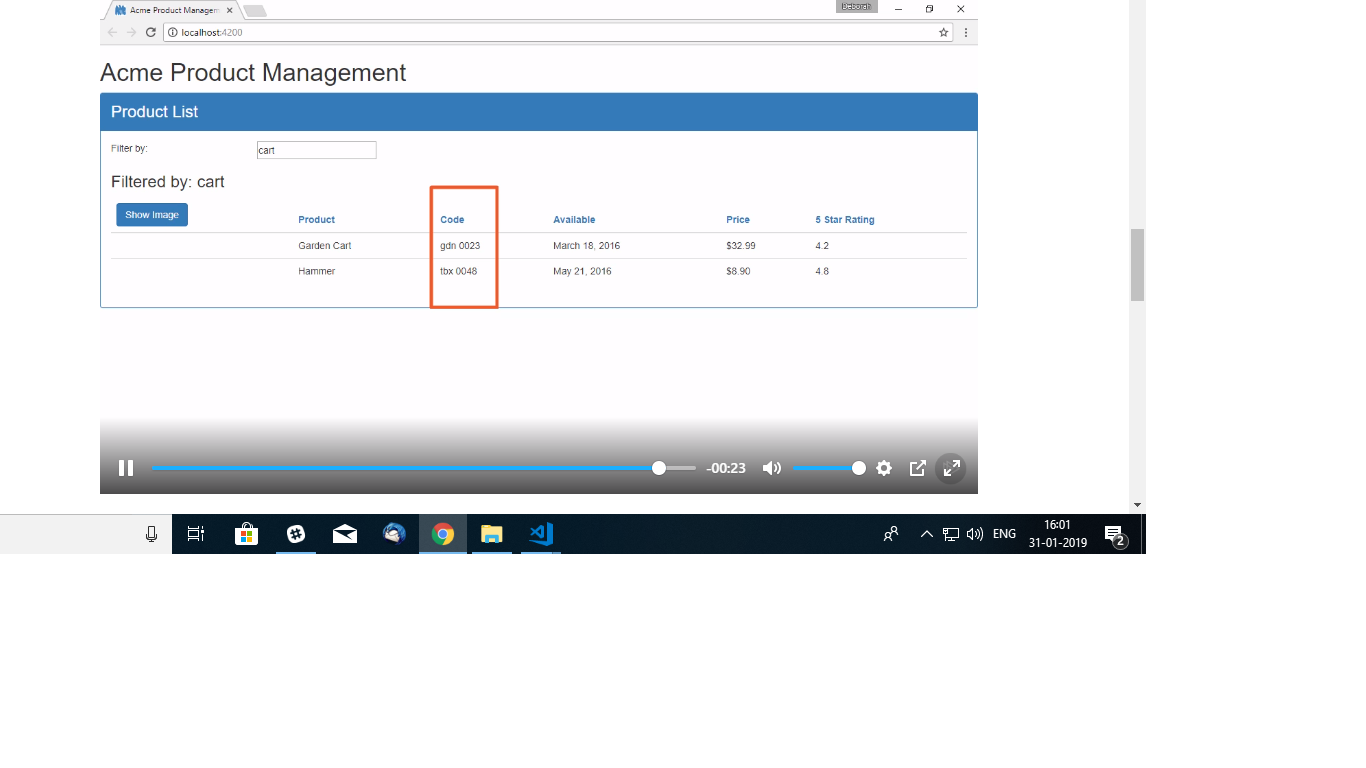 Acme Product Managem
Deborah
localhost:4200
Acme Product Management
Product List
Filter by:
cart
Filtered by: cart
Show Image
Product
Code
Available
Price
5 Star Rating
Garden Cart
gdn 0023
March 18, 2016
$32.99
4.2
Hammer
tbx 0048
May 21, 2016
$8.90
4.8
-00:23
ENG
16:01
31-01-2019
2